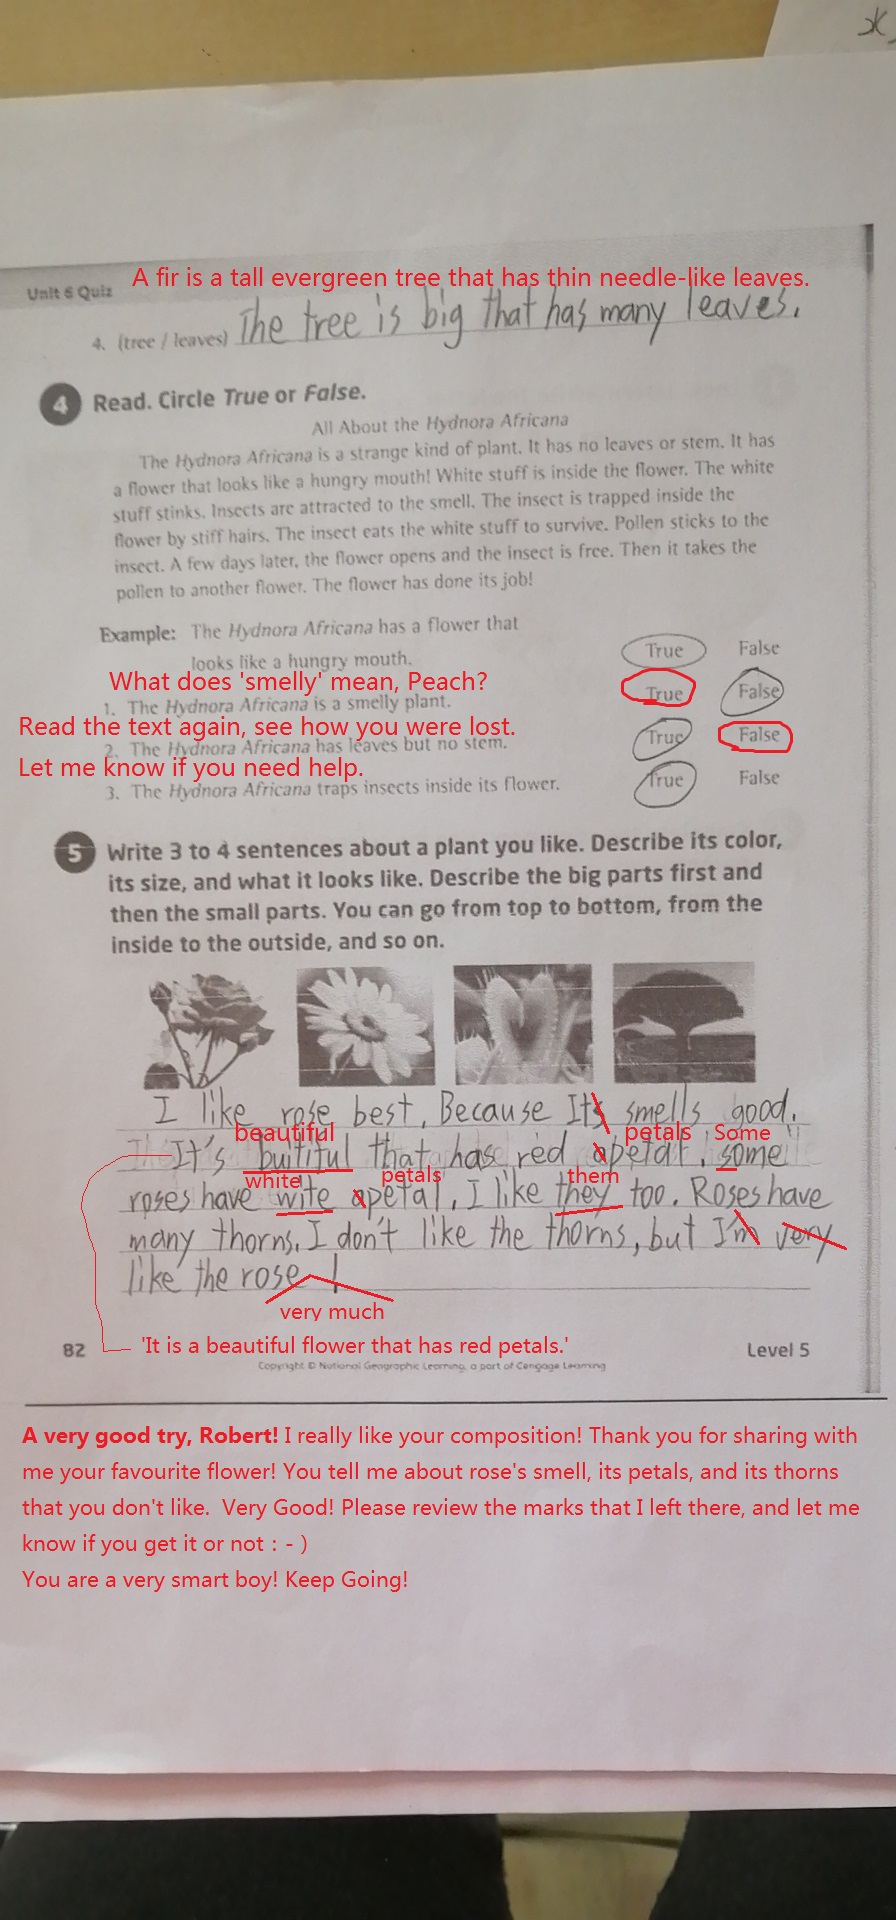 A fir is a tall evergreen tree that has thin needle-like leaves.
Unit 6 Quiz
4. (tree / leaves) The tree is big that has many leaves.
4 Read. Circle True or False.
All About the Hydnora Africana
The Hydnora Africana is a strange kind of plant. It has no leaves or stem. It has
a flower that looks like a hungry mouth! White stuff is inside the flower. The white
stuff stinks. Insects are attracted to the smell. The insect is trapped inside the
flower by stiff hairs. The insect eats the white stuff to survive. Pollen sticks to the
insect. A few days later, the flower opens and the insect is free. Then it takes the
pollen to another flower. The flower has done its job!
Example: The Hydnora Africana has a flower that
looks like a hungry mouth. True False
What does 'smelly' mean, Peach?
1. The Hydnora Africana is a smelly plant. True False
Read the text again, see how you were lost.
2. The Hydnora Africana has leaves but no stem. True False
Let me know if you need help.
3. The Hydnora Africana traps insects inside its flower. True False
5 Write 3 to 4 sentences about a plant you like. Describe its color,
its size, and what it looks like. Describe the big parts first and
then the small parts. You can go from top to bottom, from the
inside to the outside, and so on.
I like rose best. Because Its smells good.
beautiful petals Some
It's buitiful that has red apetal. some
white petals them
roses have wite apetal. I like they too. Roses have
many thorns. I don't like the thorns, but I'm very
like the rose !
very much
'It is a beautiful flower that has red petals.'
82 Level 5
Copyright © National Geographic Learning, a part of Cengage Learning
A very good try, Robert! I really like your composition! Thank you for sharing with
me your favourite flower! You tell me about rose's smell, its petals, and its thorns
that you don't like. Very Good! Please review the marks that I left there, and let me
know if you get it or not : - )
You are a very smart boy! Keep Going!